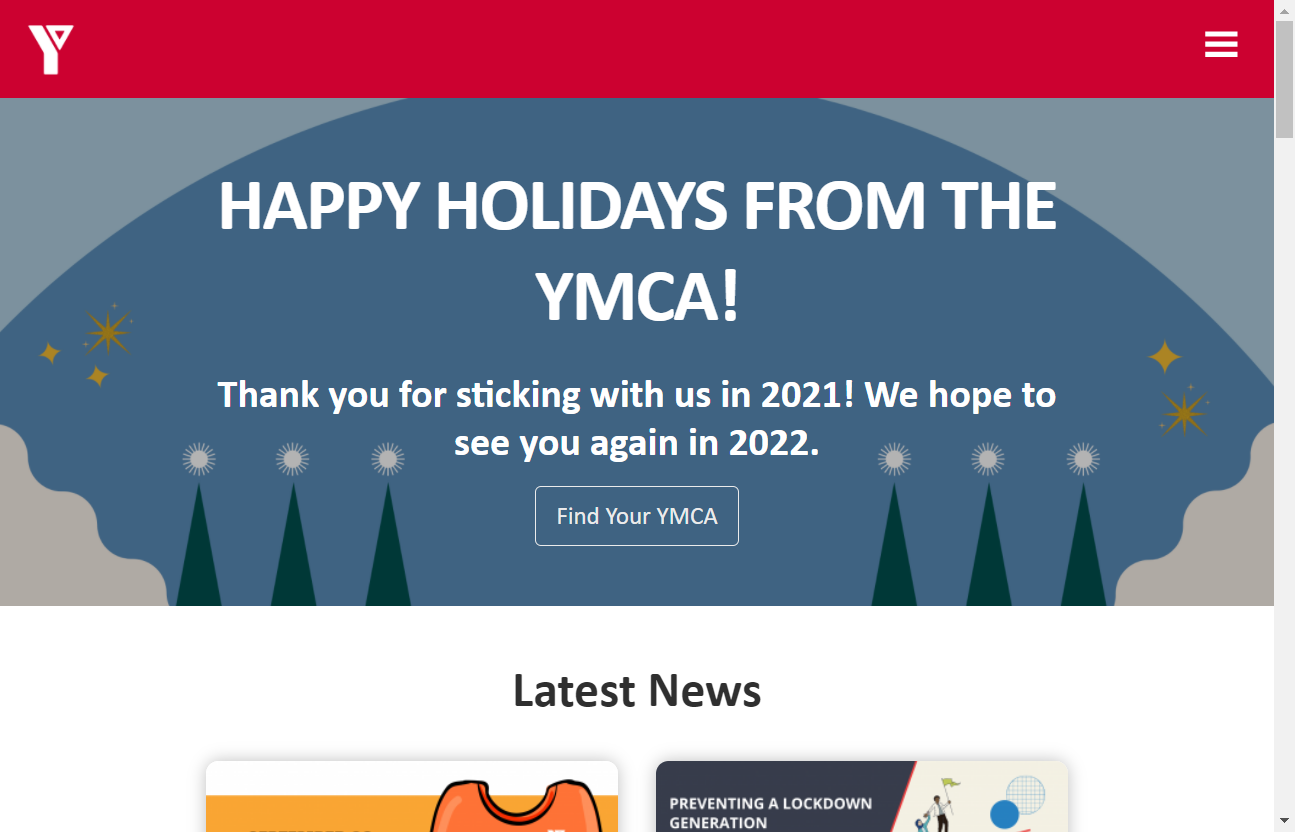 HAPPY HOLIDAYS FROM THE
YMCA!
Thank you for sticking with us in 2021! We hope to
see you again in 2022.
Find Your YMCA
Latest News
PREVENTING A LOCKDOWN
GENERATION